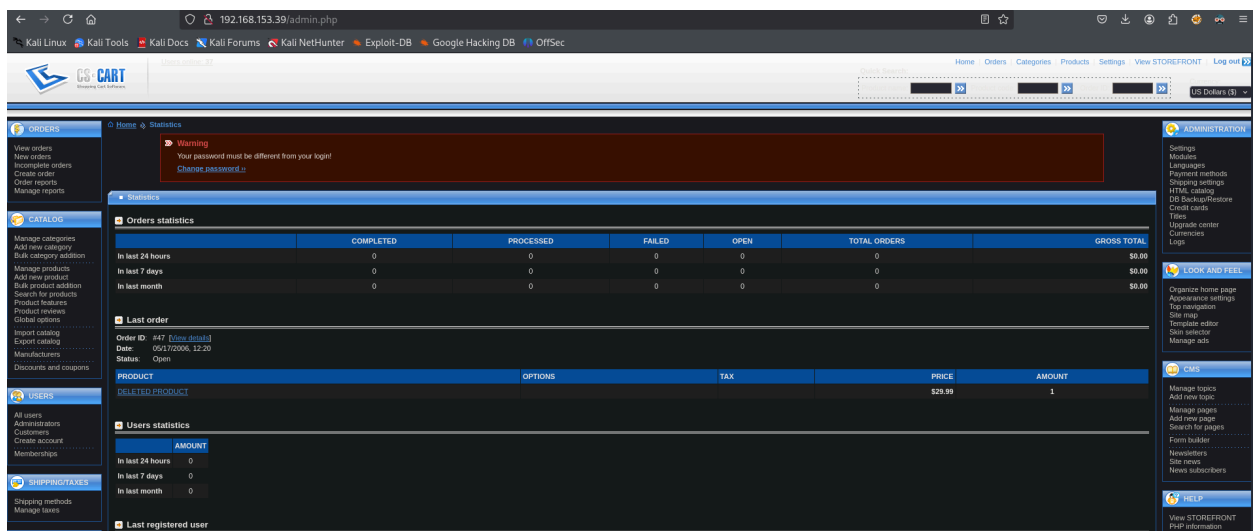 192.168.153.39/admin.php
Kali Linux Kali Tools Kali Docs Kali Forums Kali NetHunter Exploit-DB Google Hacking DB OffSec
CS-CART
Shopping Cart Software
Home Orders Categories Products Settings View STOREFRONT Log out
US Dollars ($)
ORDERS
View orders
New orders
Incomplete orders
Create order
Order reports
Manage reports
CATALOG
Manage categories
Add new category
Bulk category addition
Manage products
Add new product
Bulk product addition
Search for products
Product features
Product reviews
Global options
Import catalog
Export catalog
Manufacturers
Discounts and coupons
USERS
All users
Administrators
Customers
Create account
Memberships
SHIPPING/TAXES
Shipping methods
Manage taxes
Home Statistics
Warning
Your password must be different from your login!
Change password ››
Statistics
Orders statistics
COMPLETED PROCESSED FAILED OPEN TOTAL ORDERS GROSS TOTAL
In last 24 hours 0 0 0 0 0 $0.00
In last 7 days 0 0 0 0 0 $0.00
In last month 0 0 0 0 0 $0.00
Last order
Order ID: #47 [View details]
Date: 05/17/2006, 12:20
Status: Open
PRODUCT OPTIONS TAX PRICE AMOUNT
DELETED PRODUCT $29.99 1
Users statistics
AMOUNT
In last 24 hours 0
In last 7 days 0
In last month 0
Last registered user
ADMINISTRATION
Settings
Modules
Languages
Payment methods
Shipping settings
HTML catalog
DB Backup/Restore
Credit cards
Titles
Upgrade center
Currencies
Logs
LOOK AND FEEL
Organize home page
Appearance settings
Top navigation
Site map
Template editor
Skin selector
Manage ads
CMS
Manage topics
Add new topic
Manage pages
Add new page
Search for pages
Form builder
Newsletters
Site news
News subscribers
HELP
View STOREFRONT
PHP information